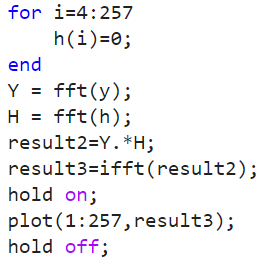 for i=4:257
    h(i)=0;
end
Y = fft(y);
H = fft(h);
result2=Y.*H;
result3=ifft(result2);
hold on;
plot(1:257,result3);
hold off;